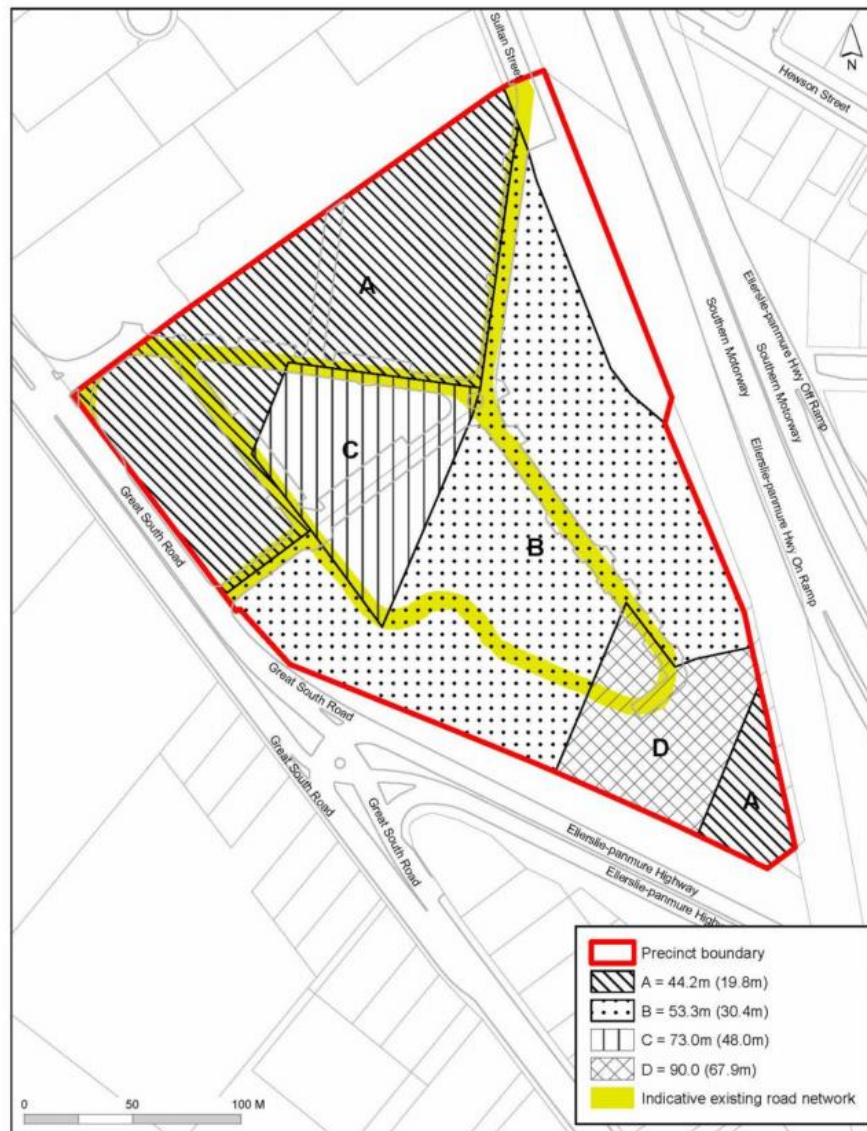 Sultan Street
N
Hewson Street
A
Ellerslie-panmure Hwy Off Ramp
Southern Motorway
Southern Motorway
C
Ellerslie-panmure Hwy On Ramp
Great South Road
B
Great South Road
Great South Road
D
A
Great South Road
Ellerslie-panmure Highway
Ellerslie-panmure High
Precinct boundary
A = 44.2m (19.8m)
B = 53.3m (30.4m)
C = 73.0m (48.0m)
D = 90.0 (67.9m)
Indicative existing road network
0 50 100 M